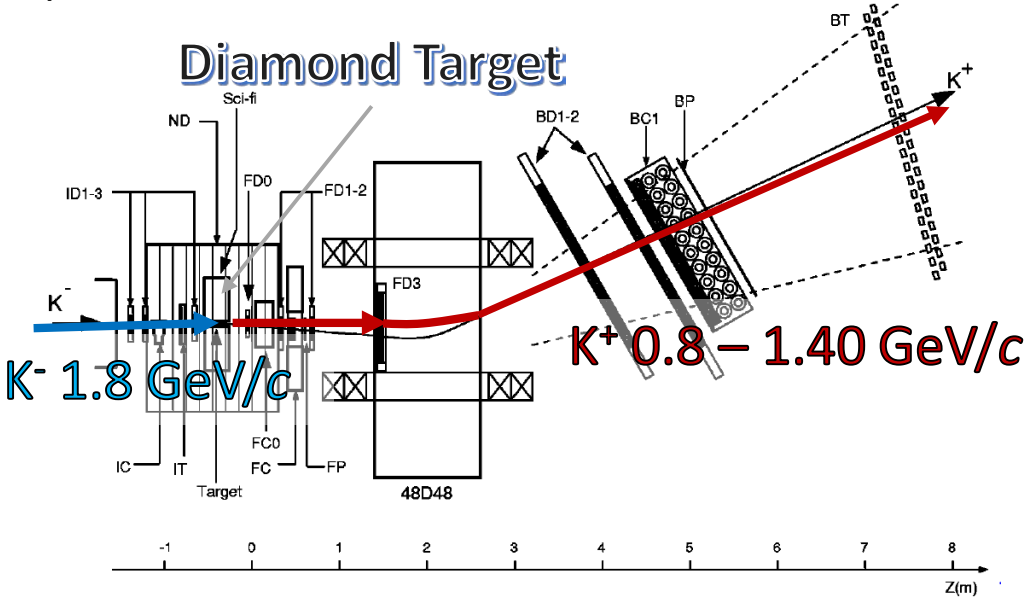 Diamond Target
BT
K+
Sci-fi
ND
BD1-2
BC1
BP
FD0
ID1-3
FD1-2
FD3
K-
K- 1.8 GeV/c
K+ 0.8 – 1.40 GeV/c
FC0
IC
IT
FC
FP
Target
48D48
-1 0 1 2 3 4 5 6 7 8
Z(m)